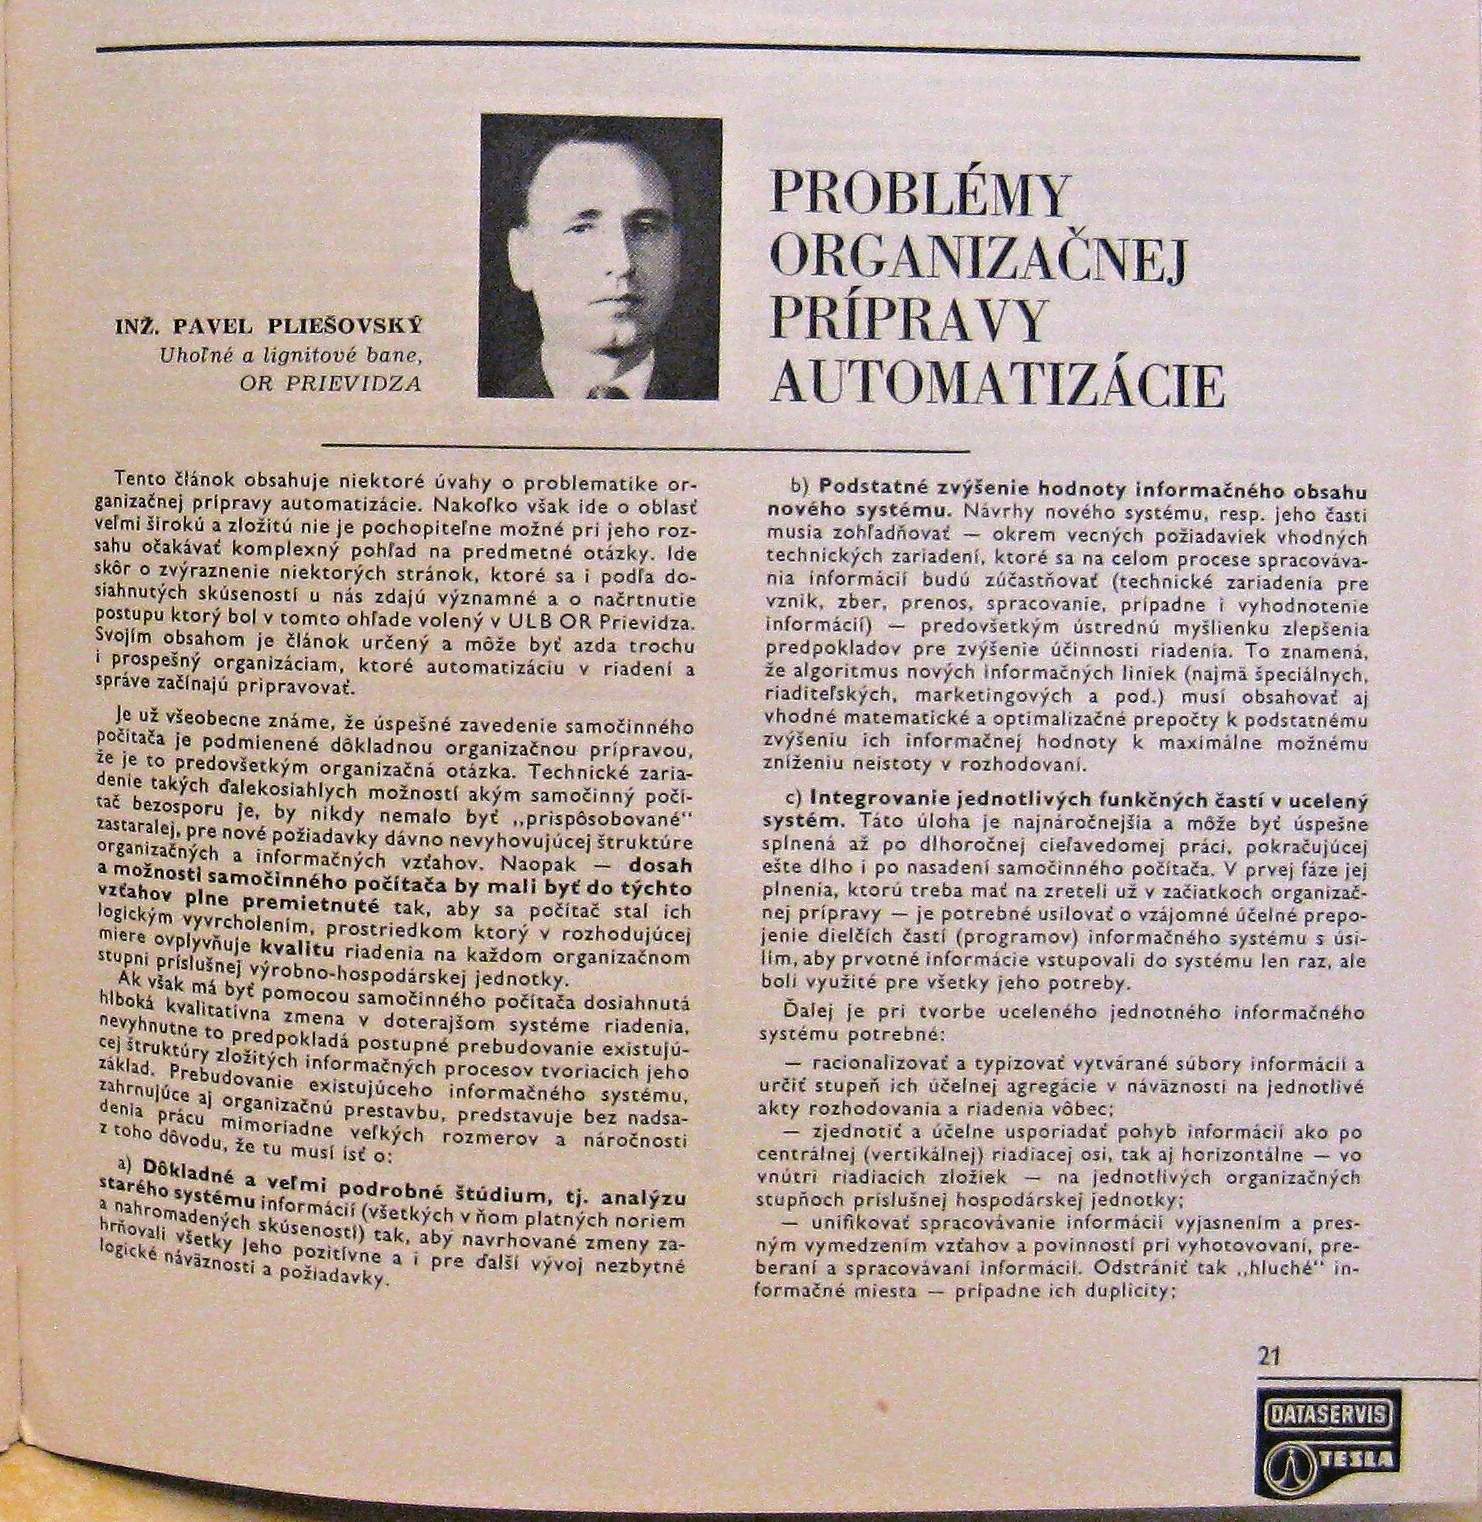 INŽ. PAVEL PLIEŠOVSKÝ
Uhoľné a lignitové bane,
OR PRIEVIDZA
PROBLÉMY
ORGANIZAČNEJ
PRÍPRAVY
AUTOMATIZÁCIE
Tento článok obsahuje niektoré úvahy o problematike or-
ganizačnej prípravy automatizácie. Nakoľko však ide o oblasť
veľmi širokú a zložitú nie je pochopiteľne možné pri jeho roz-
sahu očakávať komplexný pohľad na predmetné otázky. Ide
skôr o zvýraznenie niektorých stránok, ktoré sa i podľa do-
siahnutých skúseností u nás zdajú významné a o načrtnutie
postupu ktorý bol v tomto ohľade volený v ULB OR Prievidza.
Svojím obsahom je článok určený a môže byť azda trochu
i prospešný organizáciam, ktoré automatizáciu v riadení a
správe začínajú pripravovať.
Je už všeobecne známe, že úspešné zavedenie samočinného
počítača je podmienené dôkladnou organizačnou prípravou,
že je to predovšetkým organizačná otázka. Technické zaria-
denie takých ďalekosiahlych možností akým samočinný počí-
tač bezosporu je, by nikdy nemalo byť „prispôsobované“
zastaralej, pre nové požiadavky dávno nevyhovujúcej štruktúre
organizačných a informačných vzťahov. Naopak — dosah
a možnosti samočinného počítača by mali byť do týchto
vzťahov plne premietnuté tak, aby sa počítač stal ich
logickým vyvrcholením, prostriedkom ktorý v rozhodujúcej
miere ovplyvňuje kvalitu riadenia na každom organizačnom
stupni príslušnej výrobno-hospodárskej jednotky.
Ak však má byť pomocou samočinného počítača dosiahnutá
hlboká kvalitatívna zmena v doterajšom systéme riadenia,
nevyhnutne to predpokladá postupné prebudovanie existujú-
cej štruktúry zložitých informačných procesov tvoriacich jeho
základ. Prebudovanie existujúceho informačného systému,
zahrnujúce aj organizačnú prestavbu, predstavuje bez nadsa-
denia prácu mimoriadne veľkých rozmerov a náročnosti
z toho dôvodu, že tu musí ísť o:
a) Dôkladné a veľmi podrobné štúdium, tj. analýzu
starého systému informácií (všetkých v ňom platných noriem
a nahromadených skúseností) tak, aby navrhované zmeny za-
hrňovali všetky jeho pozitívne a i pre ďalší vývoj nezbytné
logické náväznosti a požiadavky.
b) Podstatné zvýšenie hodnoty informačného obsahu
nového systému. Návrhy nového systému, resp. jeho časti
musia zohľadňovať — okrem vecných požiadaviek vhodných
technických zariadení, ktoré sa na celom procese spracováva-
nia informácií budú zúčastňovať (technické zariadenia pre
vznik, zber, prenos, spracovanie, prípadne i vyhodnotenie
informácií) — predovšetkým ústrednú myšlienku zlepšenia
predpokladov pre zvýšenie účinnosti riadenia. To znamená,
že algoritmus nových informačných liniek (najmä špeciálnych,
riaditeľských, marketingových a pod.) musí obsahovať aj
vhodné matematické a optimalizačné prepočty k podstatnému
zvýšeniu ich informačnej hodnoty k maximálne možnému
zníženiu neistoty v rozhodovaní.
c) Integrovanie jednotlivých funkčných častí v ucelený
systém. Táto úloha je najnáročnejšia a môže byť úspešne
splnená až po dlhoročnej cieľavedomej práci, pokračujúcej
ešte dlho i po nasadení samočinného počítača. V prvej fáze jej
plnenia, ktorú treba mať na zreteli už v začiatkoch organizač-
nej prípravy — je potrebné usilovať o vzájomné účelné prepo-
jenie dielčích častí (programov) informačného systému s úsi-
lím, aby prvotné informácie vstupovali do systému len raz, ale
boli využité pre všetky jeho potreby.
Ďalej je pri tvorbe uceleného jednotného informačného
systému potrebné:
— racionalizovať a typizovať vytvárané súbory informácií a
určiť stupeň ich účelnej agregácie v náväznosti na jednotlivé
akty rozhodovania a riadenia vôbec;
— zjednotiť a účelne usporiadať pohyb informácií ako po
centrálnej (vertikálnej) riadiacej osi, tak aj horizontálne — vo
vnútri riadiacich zložiek — na jednotlivých organizačných
stupňoch príslušnej hospodárskej jednotky;
— unifikovať spracovávanie informácií vyjasnením a pres-
ným vymedzením vzťahov a povinností pri vyhotovovaní, pre-
beraní a spracovávaní informácií. Odstrániť tak „hluché“ in-
formačné miesta — prípadne ich duplicity;
21
DATASERVIS
TESLA